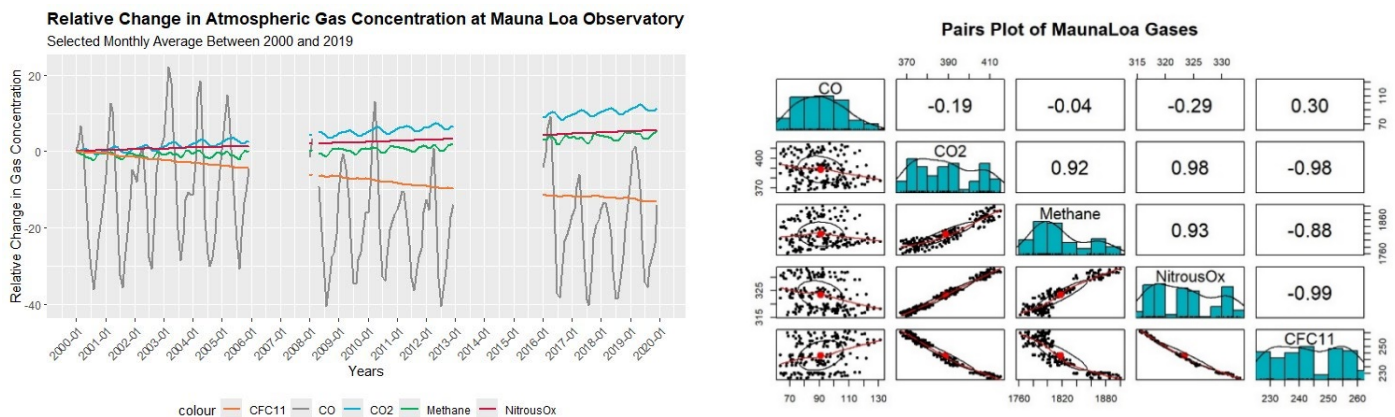 Relative Change in Atmospheric Gas Concentration at Mauna Loa Observatory
Selected Monthly Average Between 2000 and 2019
Relative Change in Gas Concentration
20
0
-20
-40
2000-01
2001-01
2002-01
2003-01
2004-01
2005-01
2006-01
2007-01
2008-01
2009-01
2010-01
2011-01
2012-01
2013-01
2014-01
2015-01
2016-01
2017-01
2018-01
2019-01
2020-01
Years
colour CFC11 CO CO2 Methane NitrousOx
Pairs Plot of MaunaLoa Gases
370 390 410 315 320 325 330
CO -0.19 -0.04 -0.29 0.30
70 110
370 400
CO2 0.92 0.98 -0.98
Methane 0.93 -0.88
1760 1860
315 325
NitrousOx -0.99
CFC11
230 250
70 90 110 130 1760 1820 1880 230 240 250 260